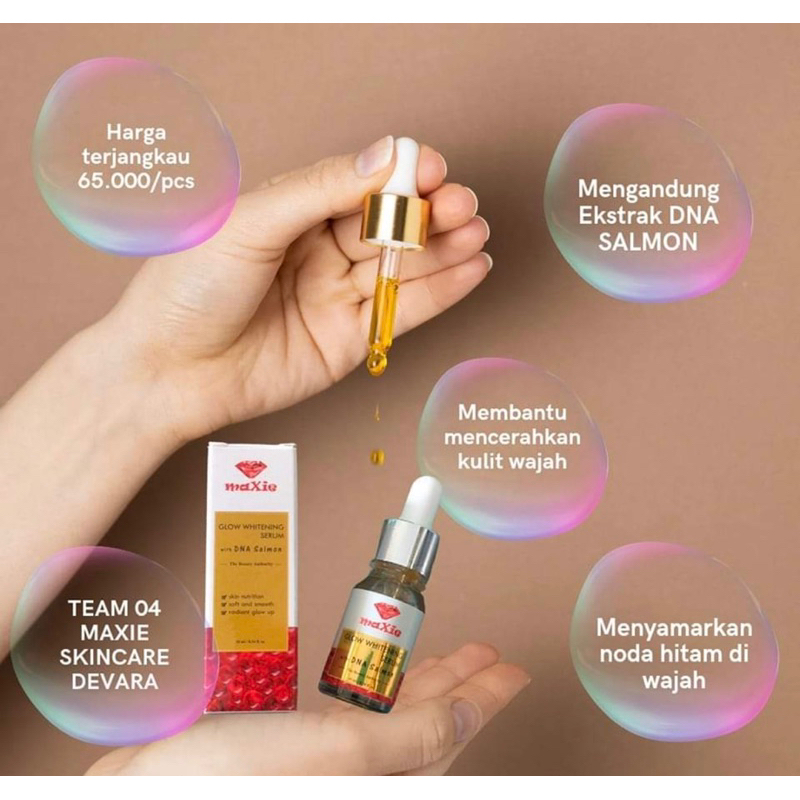 Harga
terjangkau
65.000/pcs
Mengandung
Ekstrak DNA
SALMON
Membantu
mencerahkan
kulit wajah
maXie
GLOW WHITENING
SERUM
with DNA Salmon
The Beauty Authority
skin nutrition
soft and smooth
radiant glow up
maXie
GLOW WHITENING
with DNA Salmon
TEAM 04
MAXIE
SKINCARE
DEVARA
Menyamarkan
noda hitam di
wajah